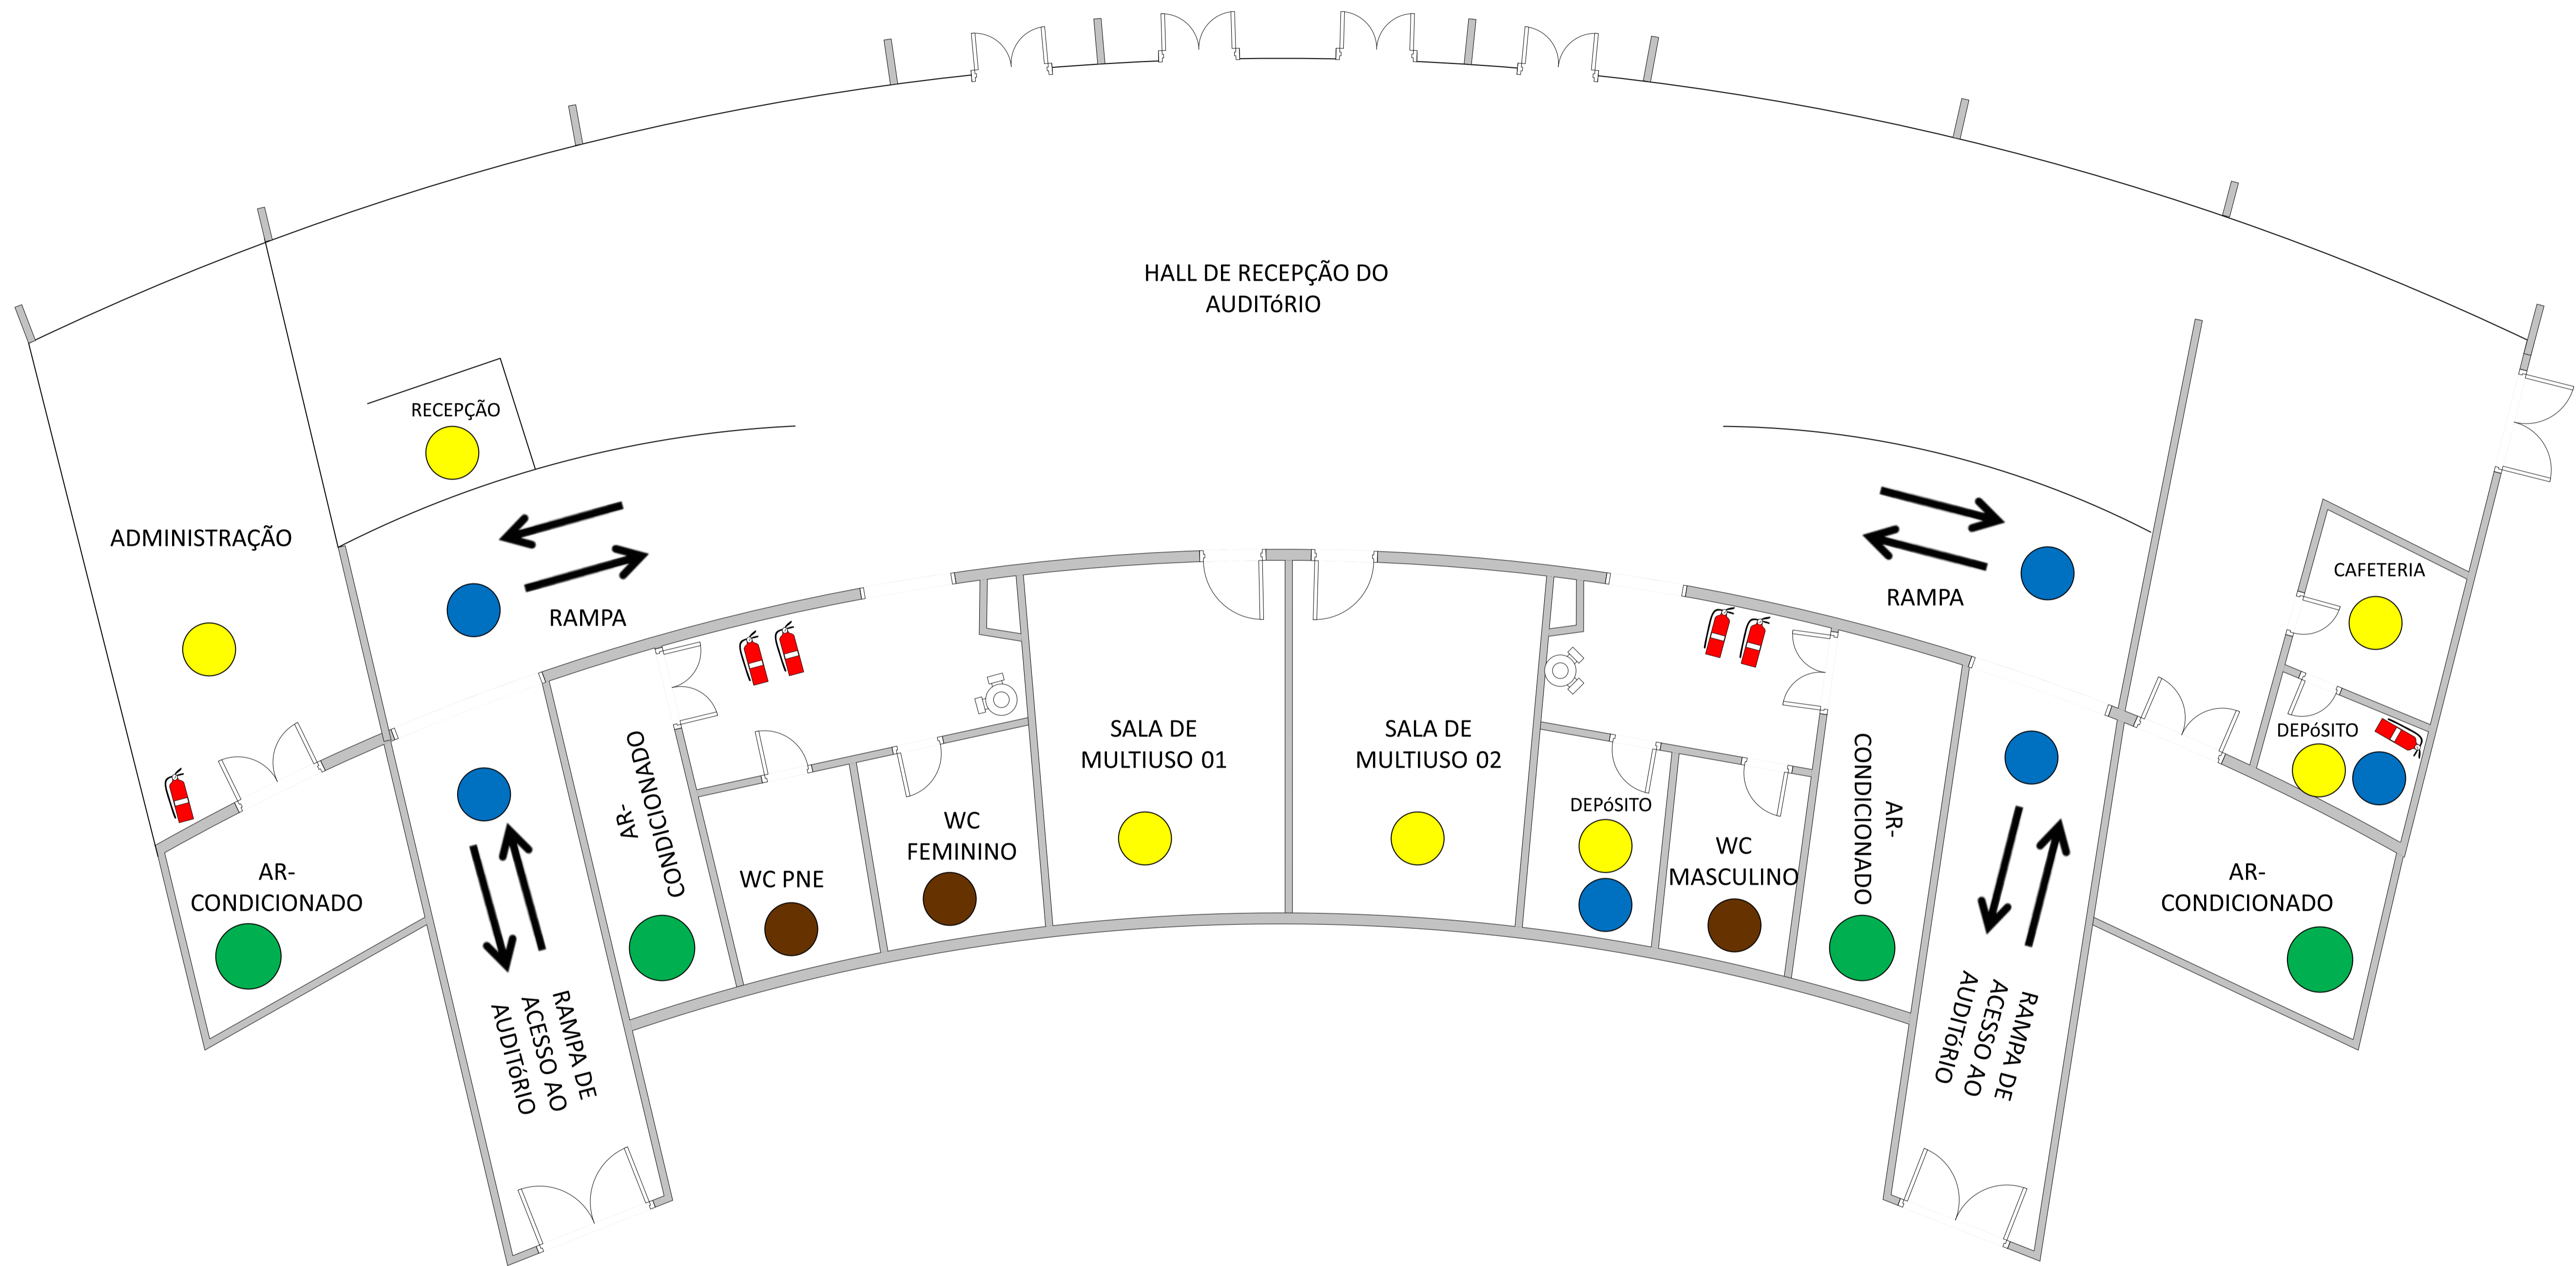 HALL DE RECEPÇÃO DO
AUDITóRIO
RECEPÇÃO
ADMINISTRAÇÃO
RAMPA
RAMPA
CAFETERIA
DEPóSITO
SALA DE
MULTIUSO 01
SALA DE
MULTIUSO 02
DEPóSITO
AR-
CONDICIONADO
AR-
CONDICIONADO
WC PNE
WC
FEMININO
WC
MASCULINO
AR-
CONDICIONADO
AR-
CONDICIONADO
RAMPA DE
ACESSO AO
AUDITóRIO
RAMPA DE
ACESSO AO
AUDITóRIO